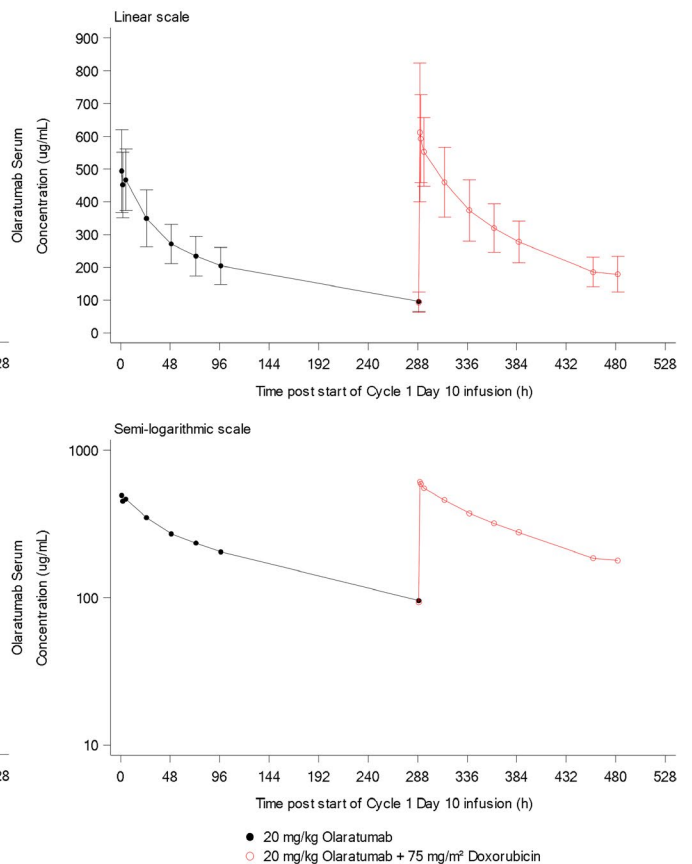 Linear scale
900
800
700
600
500
400
300
200
100
0
Olaratumab Serum
Concentration (ug/mL)
28
0 48 96 144 192 240 288 336 384 432 480 528
Time post start of Cycle 1 Day 10 infusion (h)
Semi-logarithmic scale
1000
100
10
Olaratumab Serum
Concentration (ug/mL)
28
0 48 96 144 192 240 288 336 384 432 480 528
Time post start of Cycle 1 Day 10 infusion (h)
20 mg/kg Olaratumab
20 mg/kg Olaratumab + 75 mg/m² Doxorubicin